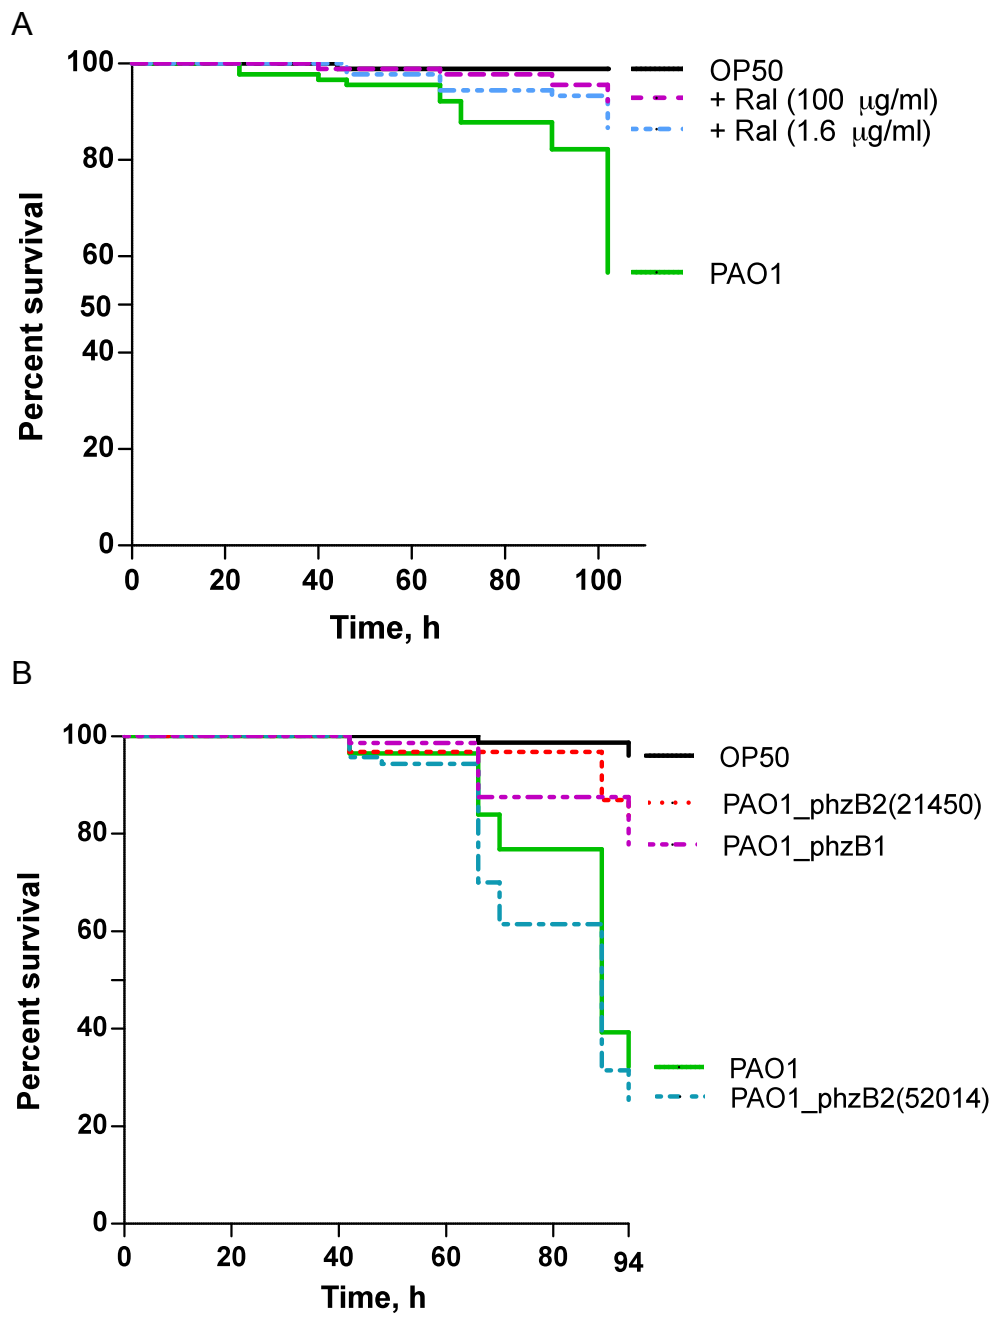 A
100
80
60
50
40
20
0
Percent survival
0 20 40 60 80 100
Time, h
OP50
+ Ral (100 μg/ml)
+ Ral (1.6 μg/ml)
PAO1
B
100
80
60
40
20
0
Percent survival
0 20 40 60 80 94
Time, h
OP50
PAO1_phzB2(21450)
PAO1_phzB1
PAO1
PAO1_phzB2(52014)